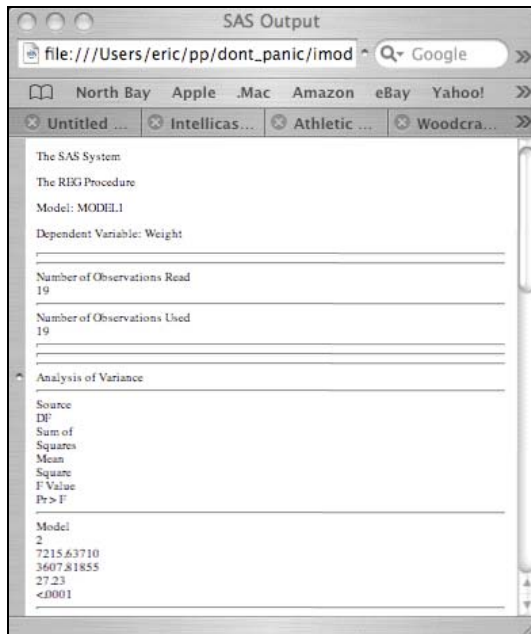 SAS Output
file:///Users/eric/pp/dont_panic/imod
Google
North Bay Apple .Mac Amazon eBay Yahoo!
Untitled ... Intellicas... Athletic ... Woodcra...
The SAS System
The REG Procedure
Model: MODEL1
Dependent Variable: Weight
Number of Observations Read
19
Number of Observations Used
19
Analysis of Variance
Source
DF
Sum of
Squares
Mean
Square
F Value
Pr > F
Model
2
7215.63710
3607.81855
27.23
<.0001